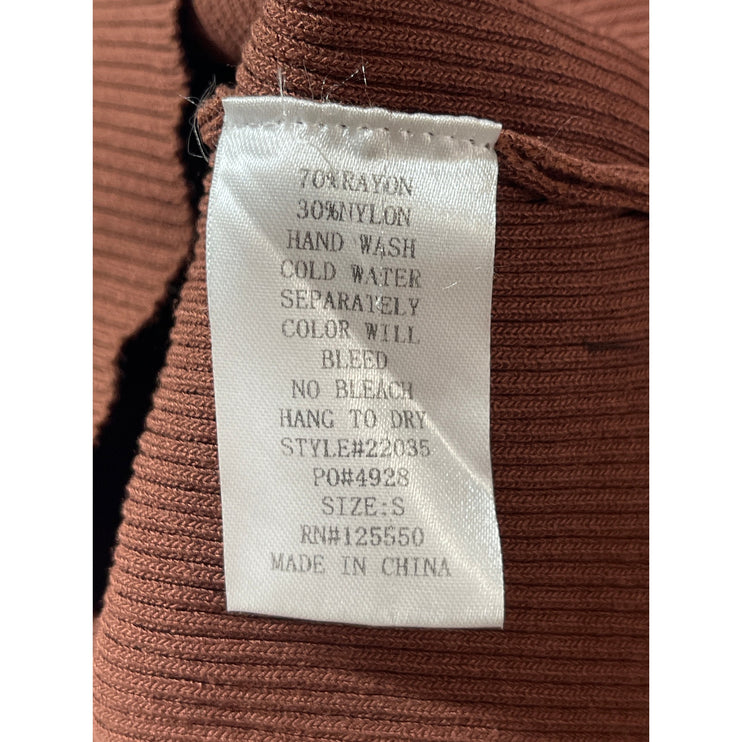 70%RAYON
30%NYLON
HAND WASH
COLD WATER
SEPARATELY
COLOR WILL
BLEED
NO BLEACH
HANG TO DRY
STYLE#22035
PO#4928
SIZE:S
RN#125550
MADE IN CHINA